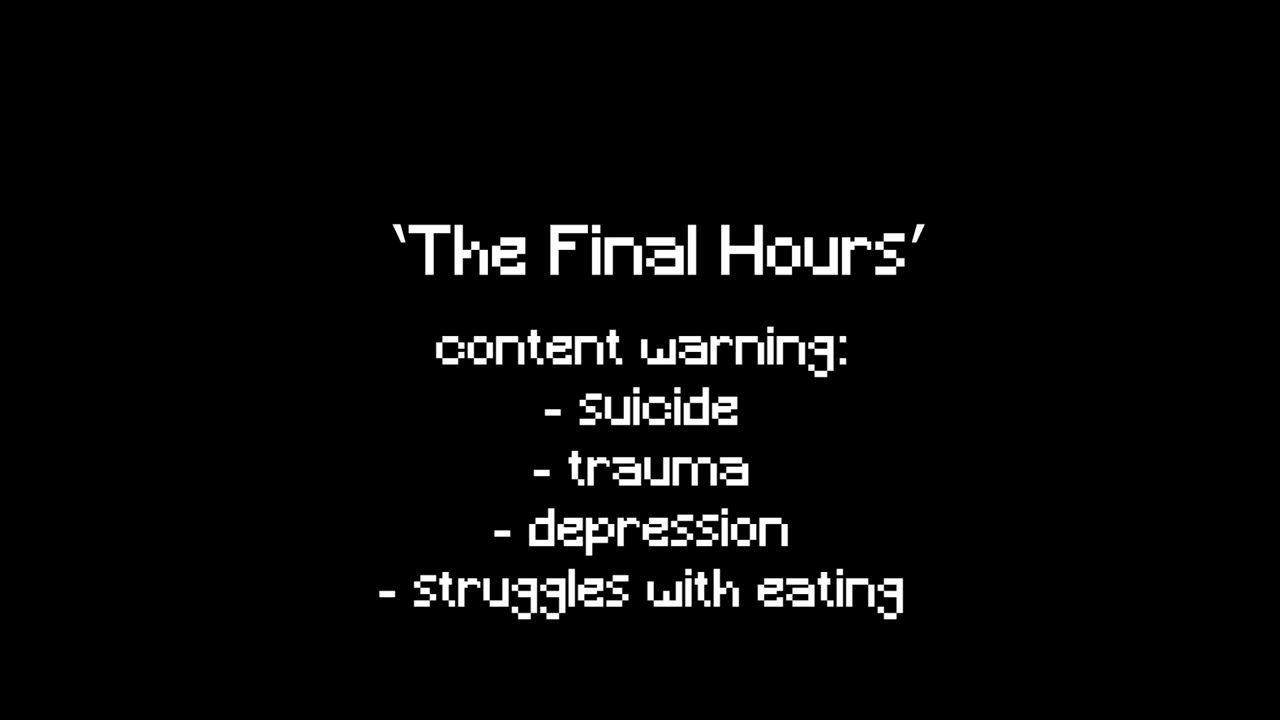 ‘The Final Hours’
content warning:
- suicide
- trauma
- depression
- struggles with eating